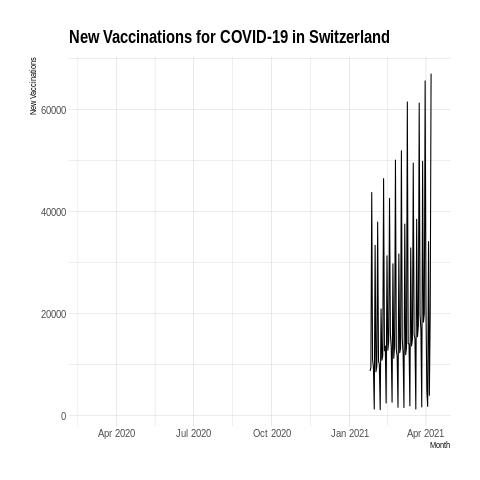 New Vaccinations for COVID-19 in Switzerland
New Vaccinations
60000
40000
20000
0
Apr 2020
Jul 2020
Oct 2020
Jan 2021
Apr 2021
Month